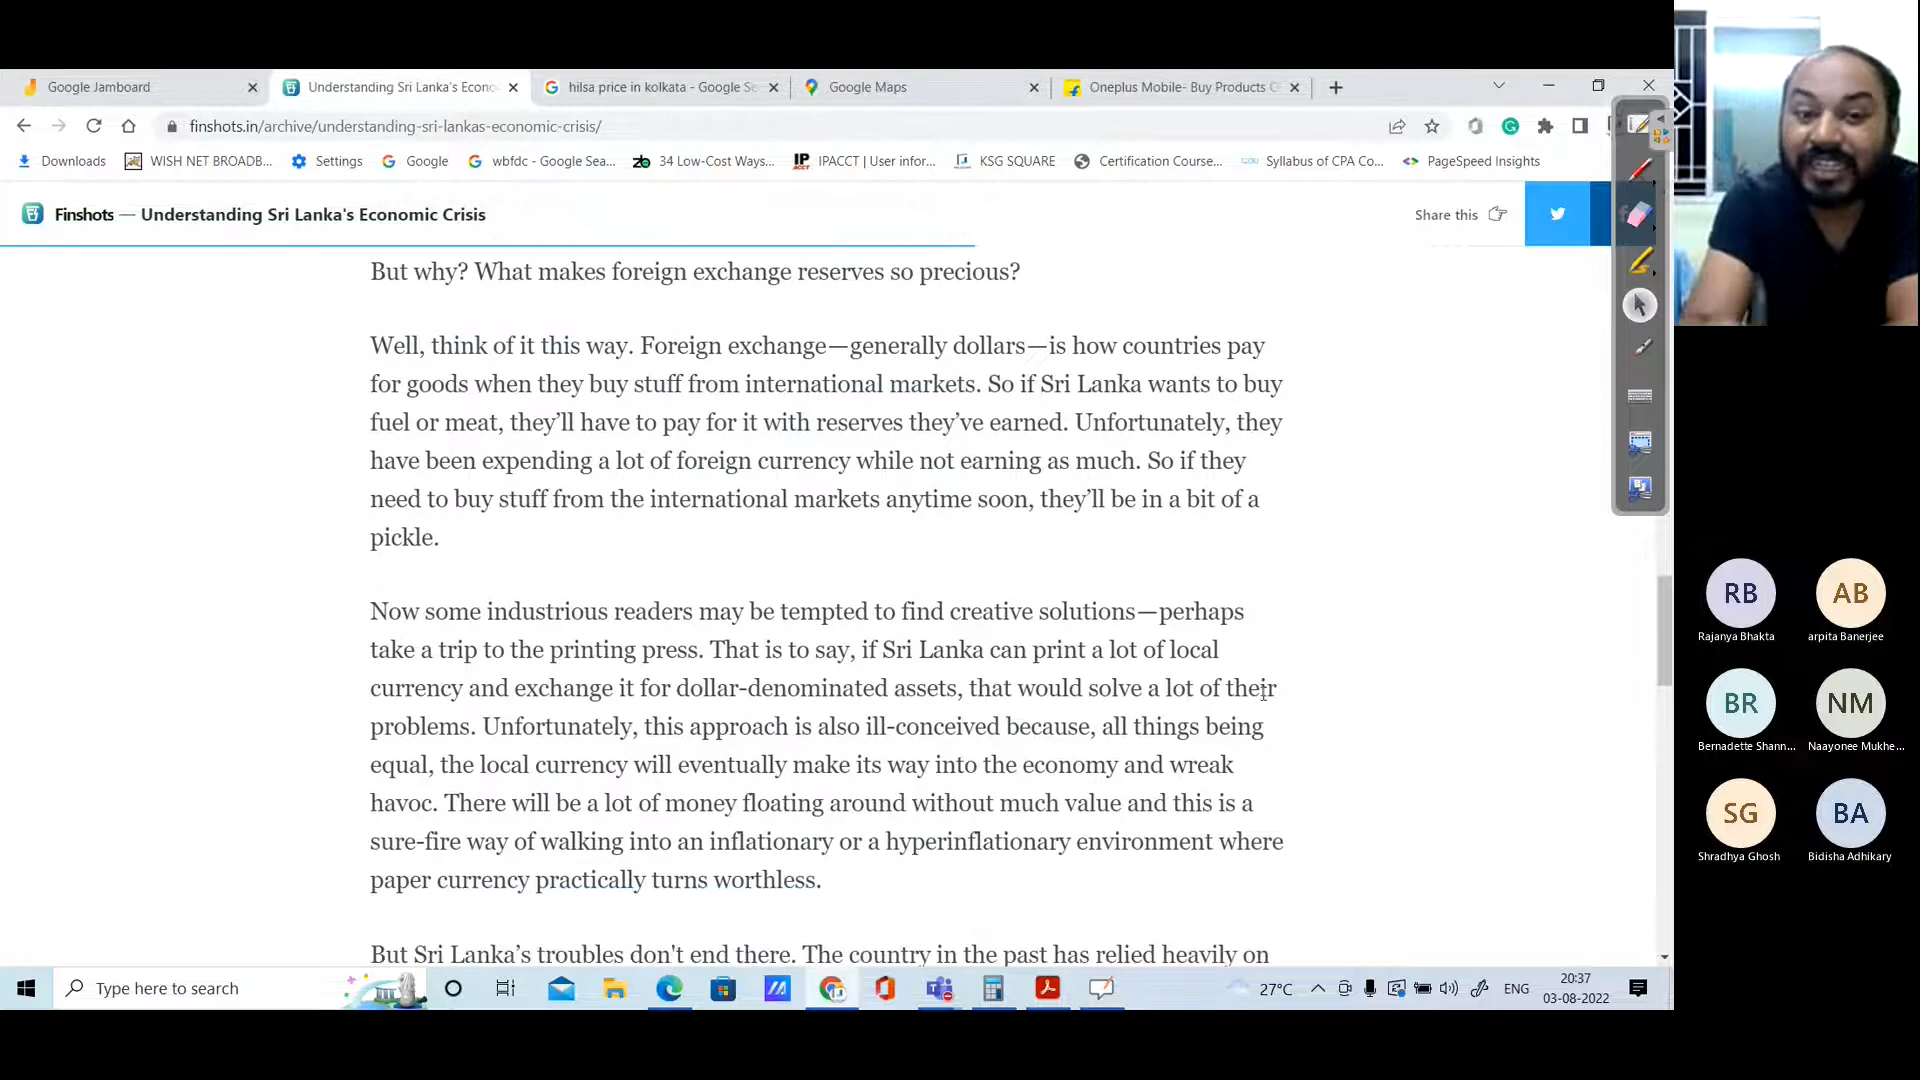 Google Jamboard
Understanding Sri Lanka's Econo
hilsa price in kolkata - Google Se
Google Maps
Oneplus Mobile- Buy Products O
finshots.in/archive/understanding-sri-lankas-economic-crisis/
Downloads
WISH NET BROADB...
Settings
Google
wbfdc - Google Sea...
34 Low-Cost Ways...
IPACCT | User infor...
KSG SQUARE
Certification Course...
Syllabus of CPA Co...
PageSpeed Insights
Finshots — Understanding Sri Lanka's Economic Crisis
Share this
But why? What makes foreign exchange reserves so precious?
Well, think of it this way. Foreign exchange—generally dollars—is how countries pay
for goods when they buy stuff from international markets. So if Sri Lanka wants to buy
fuel or meat, they’ll have to pay for it with reserves they’ve earned. Unfortunately, they
have been expending a lot of foreign currency while not earning as much. So if they
need to buy stuff from the international markets anytime soon, they’ll be in a bit of a
pickle.
Now some industrious readers may be tempted to find creative solutions—perhaps
take a trip to the printing press. That is to say, if Sri Lanka can print a lot of local
currency and exchange it for dollar-denominated assets, that would solve a lot of their
problems. Unfortunately, this approach is also ill-conceived because, all things being
equal, the local currency will eventually make its way into the economy and wreak
havoc. There will be a lot of money floating around without much value and this is a
sure-fire way of walking into an inflationary or a hyperinflationary environment where
paper currency practically turns worthless.
But Sri Lanka’s troubles don't end there. The country in the past has relied heavily on
RB
AB
Rajanya Bhakta
arpita Banerjee
BR
NM
Bernadette Shann...
Naayonee Mukhe...
SG
BA
Shradhya Ghosh
Bidisha Adhikary
Type here to search
27°C
ENG
20:37
03-08-2022